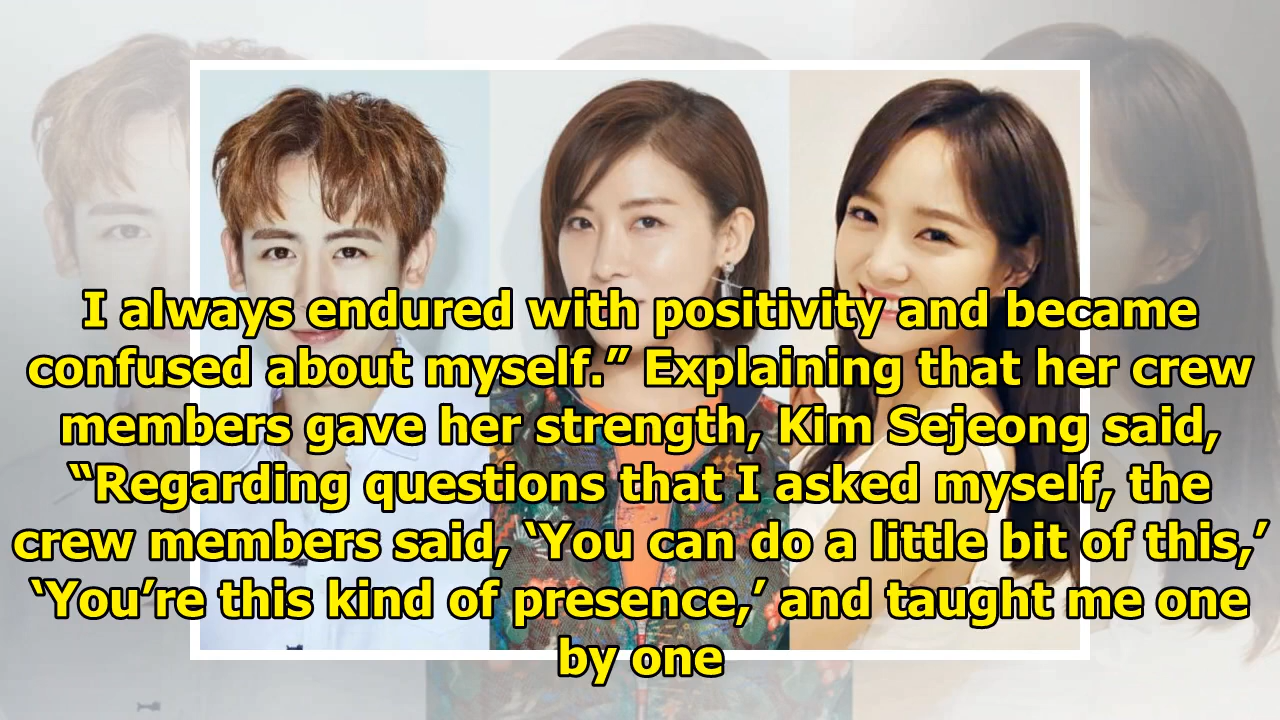 I always endured with positivity and became
confused about myself.” Explaining that her crew
members gave her strength, Kim Sejeong said,
“Regarding questions that I asked myself, the
crew members said, ‘You can do a little bit of this,’
‘You’re this kind of presence,’ and taught me one
by one